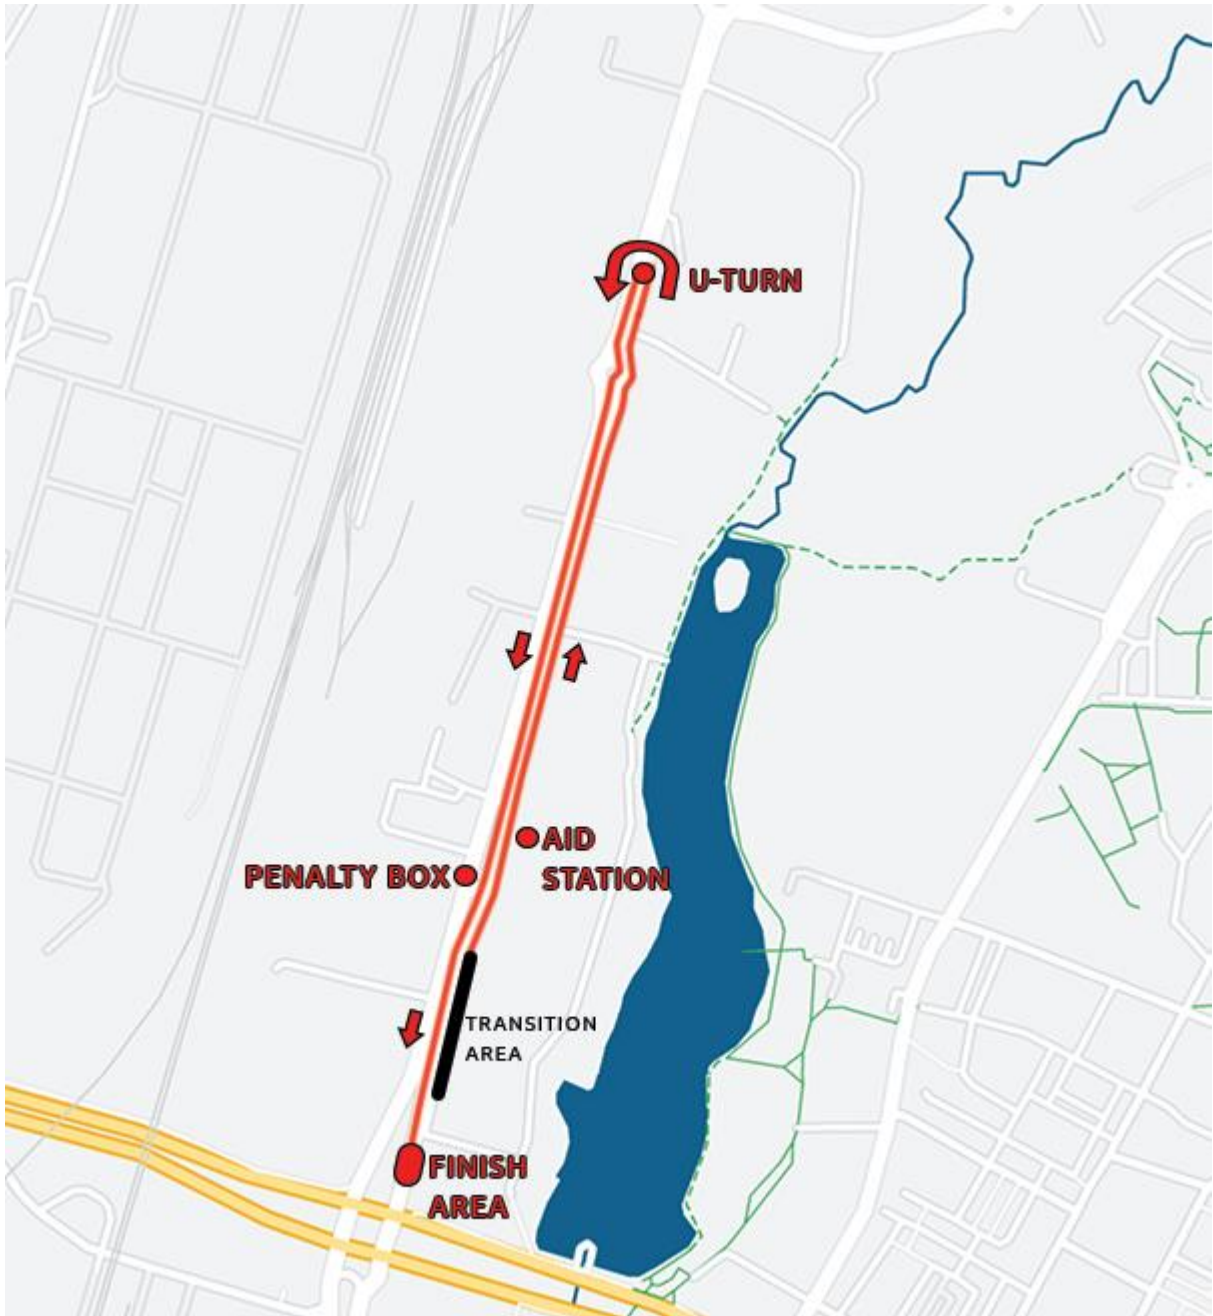 U-TURN
AID
STATION
PENALTY BOX
TRANSITION
AREA
FINISH
AREA